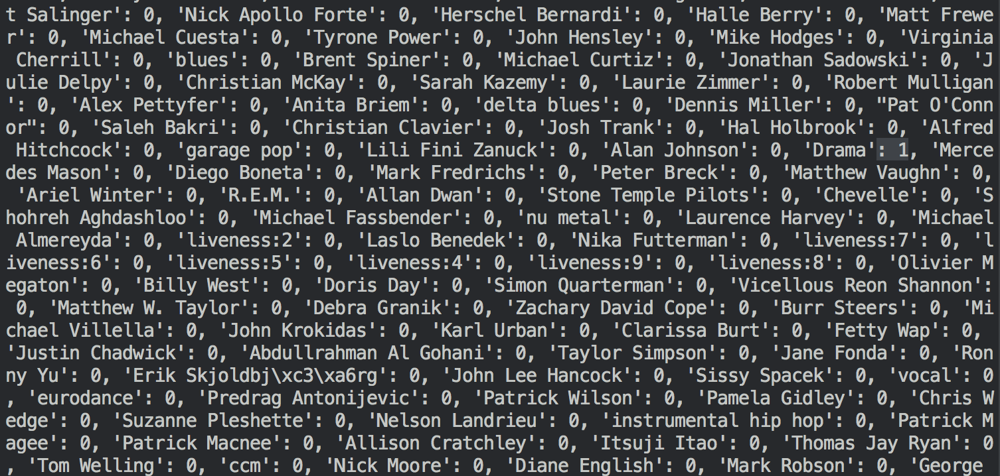 t Salinger': 0, 'Nick Apollo Forte': 0, 'Herschel Bernardi': 0, 'Halle Berry': 0, 'Matt Frewe
r': 0, 'Michael Cuesta': 0, 'Tyrone Power': 0, 'John Hensley': 0, 'Mike Hodges': 0, 'Virginia
 Cherrill': 0, 'blues': 0, 'Brent Spiner': 0, 'Michael Curtiz': 0, 'Jonathan Sadowski': 0, 'J
ulie Delpy': 0, 'Christian McKay': 0, 'Sarah Kazemy': 0, 'Laurie Zimmer': 0, 'Robert Mulligan
': 0, 'Alex Pettyfer': 0, 'Anita Briem': 0, 'delta blues': 0, 'Dennis Miller': 0, "Pat O'Conn
or": 0, 'Saleh Bakri': 0, 'Christian Clavier': 0, 'Josh Trank': 0, 'Hal Holbrook': 0, 'Alfred
 Hitchcock': 0, 'garage pop': 0, 'Lili Fini Zanuck': 0, 'Alan Johnson': 0, 'Drama': 1, 'Merce
des Mason': 0, 'Diego Boneta': 0, 'Mark Fredrichs': 0, 'Peter Breck': 0, 'Matthew Vaughn': 0,
 'Ariel Winter': 0, 'R.E.M.': 0, 'Allan Dwan': 0, 'Stone Temple Pilots': 0, 'Chevelle': 0, 'S
hohreh Aghdashloo': 0, 'Michael Fassbender': 0, 'nu metal': 0, 'Laurence Harvey': 0, 'Michael
 Almereyda': 0, 'liveness:2': 0, 'Laslo Benedek': 0, 'Nika Futterman': 0, 'liveness:7': 0, 'l
iveness:6': 0, 'liveness:5': 0, 'liveness:4': 0, 'liveness:9': 0, 'liveness:8': 0, 'Olivier M
egaton': 0, 'Billy West': 0, 'Doris Day': 0, 'Simon Quarterman': 0, 'Vicellous Reon Shannon':
 0, 'Matthew W. Taylor': 0, 'Debra Granik': 0, 'Zachary David Cope': 0, 'Burr Steers': 0, 'Mi
chael Villella': 0, 'John Krokidas': 0, 'Karl Urban': 0, 'Clarissa Burt': 0, 'Fetty Wap': 0,
'Justin Chadwick': 0, 'Abdullrahman Al Gohani': 0, 'Taylor Simpson': 0, 'Jane Fonda': 0, 'Ron
ny Yu': 0, 'Erik Skjoldbj\xc3\xa6rg': 0, 'John Lee Hancock': 0, 'Sissy Spacek': 0, 'vocal': 0
, 'eurodance': 0, 'Predrag Antonijevic': 0, 'Patrick Wilson': 0, 'Pamela Gidley': 0, 'Chris W
edge': 0, 'Suzanne Pleshette': 0, 'Nelson Landrieu': 0, 'instrumental hip hop': 0, 'Patrick M
agee': 0, 'Patrick Macnee': 0, 'Allison Cratchley': 0, 'Itsuji Itao': 0, 'Thomas Jay Ryan': 0
, 'Tom Welling': 0, 'ccm': 0, 'Nick Moore': 0, 'Diane English': 0, 'Mark Robson': 0, 'George